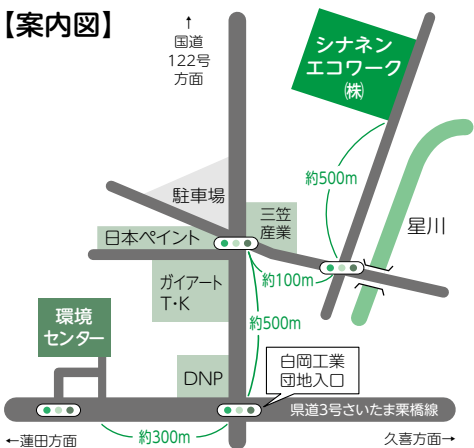 【案内図】
↑
国道
122号
方面
シナネン
エコワーク
㈱
約500m
駐車場
三笠
産業
星川
日本ペイント
約100m
ガイアート
T・K
約500m
環境
センター
DNP
白岡工業
団地入口
県道3号さいたま栗橋線
←蓮田方面
約300m
久喜方面→